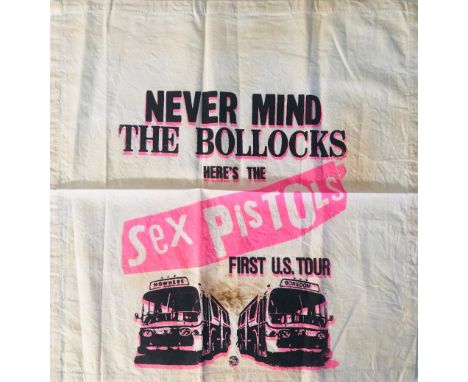 NEVER MIND
THE BOLLOCKS
HERE'S THE
Sex PiSTOLS
FIRST U.S. TOUR
NOWHERE BOREDOM